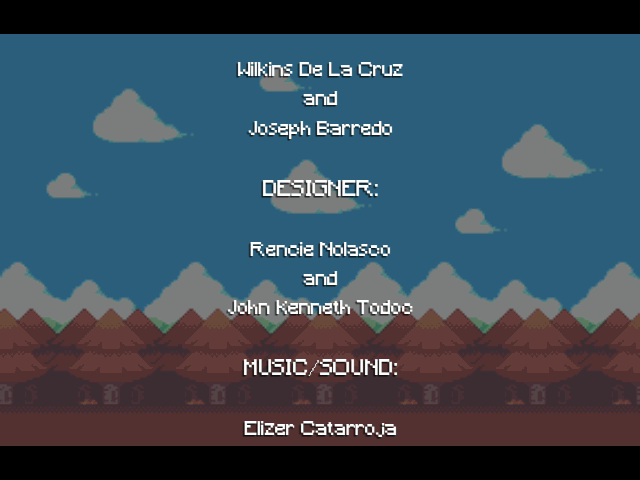 Wilkins De La Cruz
and
Joseph Barredo
DESIGNER:
Rencie Nolasco
and
John Kenneth Todoc
MUSIC/SOUND:
Elizer Catarroja